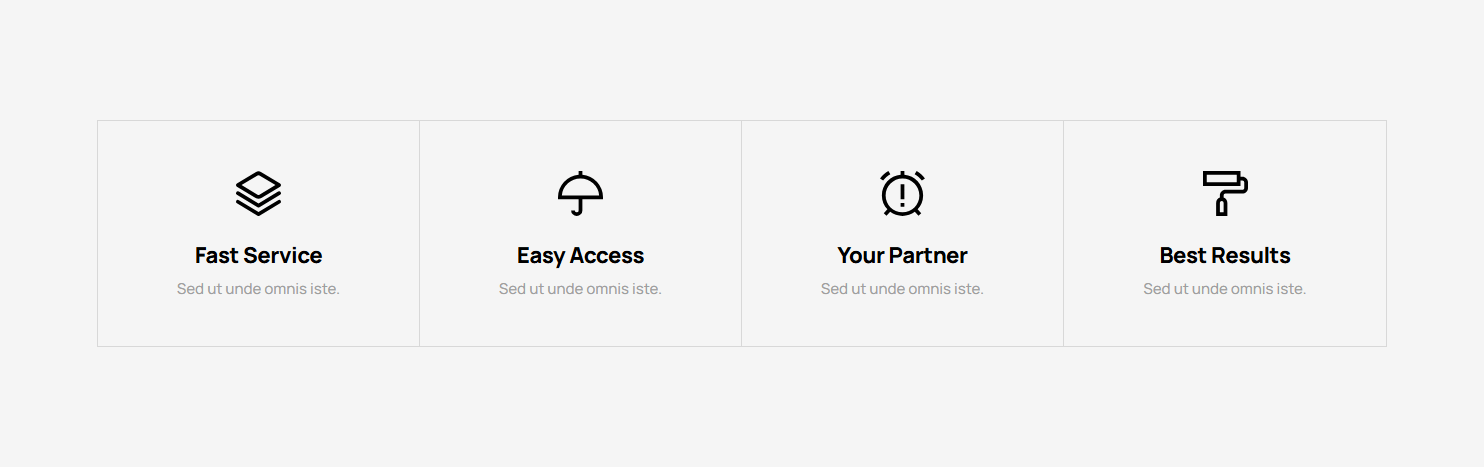 Fast Service
Sed ut unde omnis iste.
Easy Access
Sed ut unde omnis iste.
Your Partner
Sed ut unde omnis iste.
Best Results
Sed ut unde omnis iste.